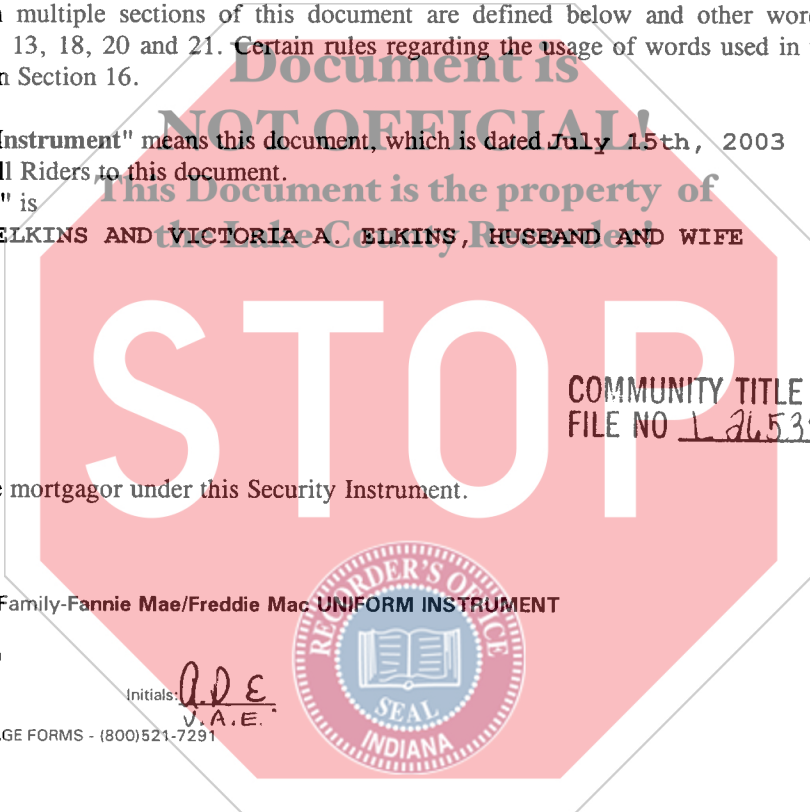 multiple sections of this document are defined below and other
Document is
13, 18, 20 and 21. Certain rules regarding the usage of words used in
Section 16.
NOT OFFICIAL!
Instrument" means this document, which is dated July 15th, 2003
Riders to this document.
This Document is the property of
" is
the Lake County Recorder!
ELKINS AND VICTORIA A. ELKINS, HUSBAND AND WIFE
STOP
COMMUNITY TITLE
FILE NO L 2653
mortgagor under this Security Instrument.
Family-Fannie Mae/Freddie Mac UNIFORM INSTRUMENT
RECORDER'S OFFICE
SEAL
INDIANA
Initials: A.D E
V.A.E.
GE FORMS - (800)521-7291